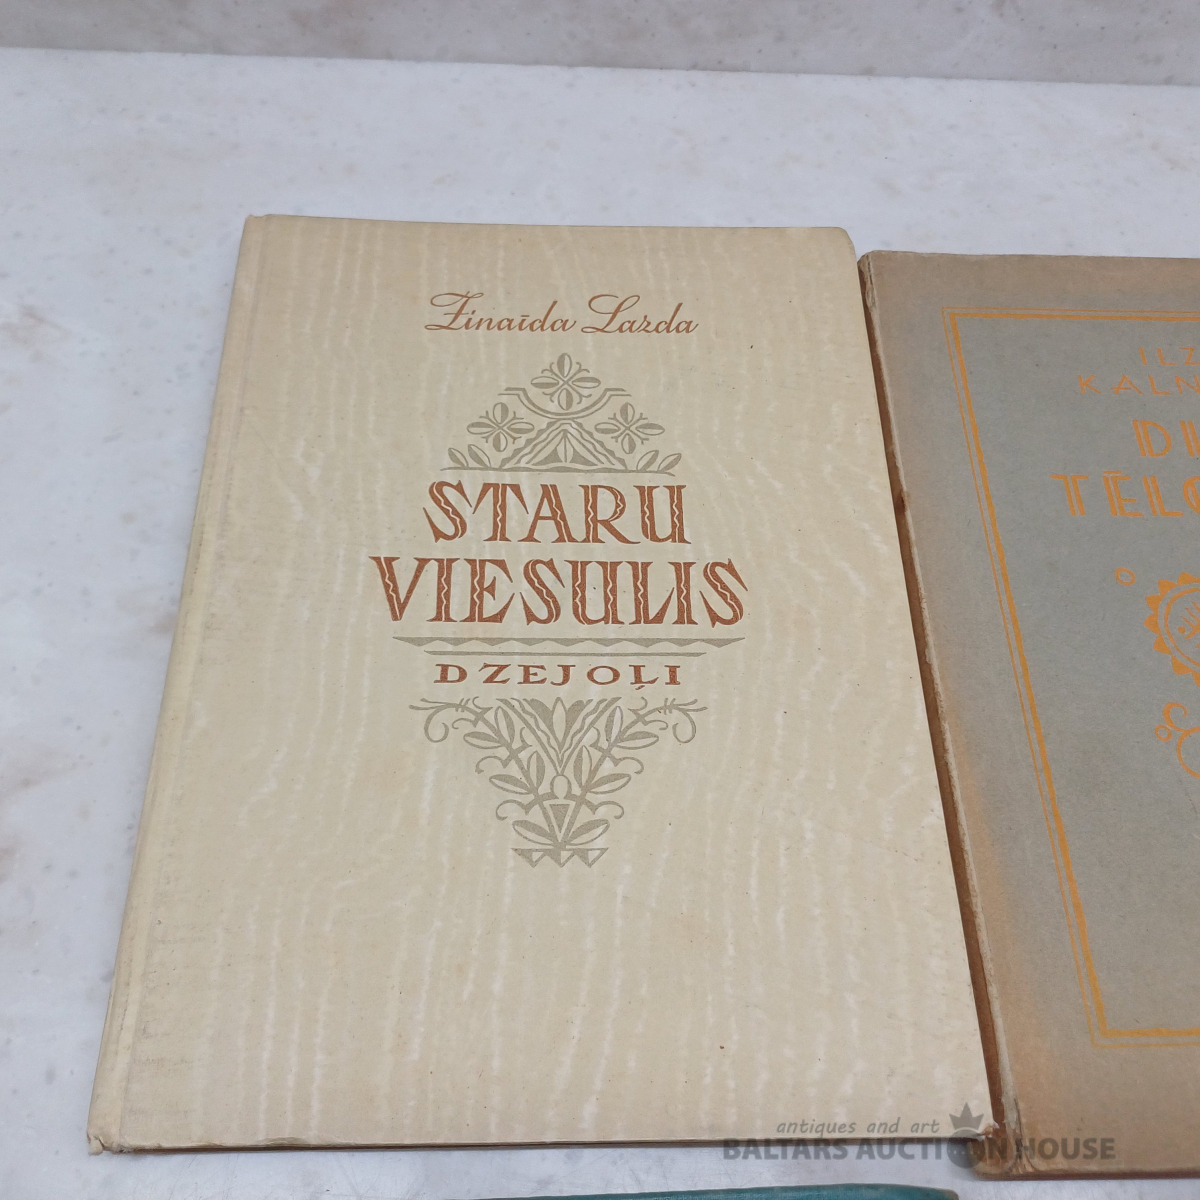 Zinaīda Lazda
STARU
VIESULIS
DZEJOĻI
antiques and art
BALTARS AUCTION HOUSE